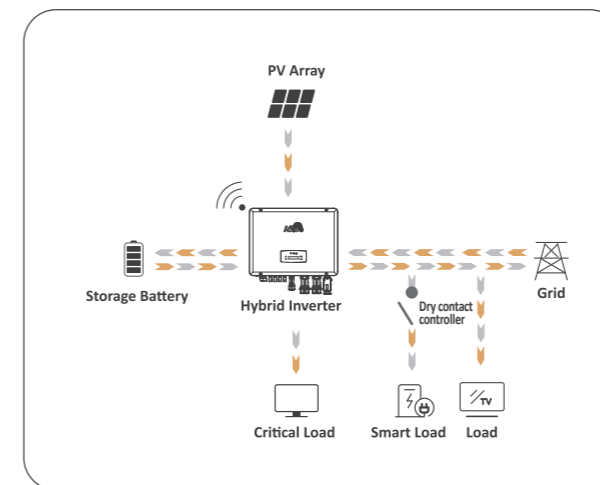 PV Array
Storage Battery
Hybrid Inverter
Grid
Dry contact
controller
TV
Critical Load
Smart Load
Load